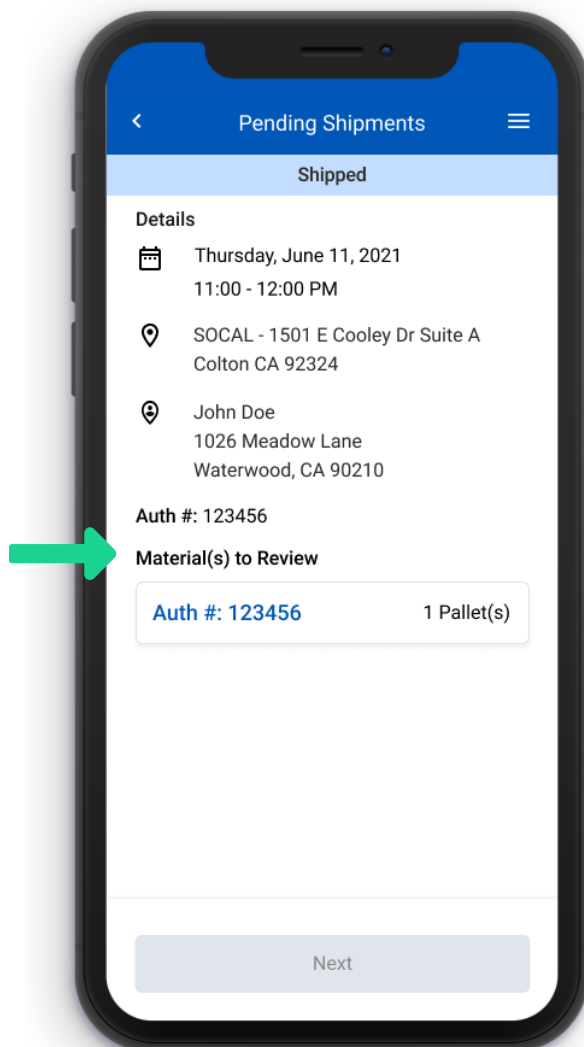 Pending Shipments
Shipped
Details
Thursday, June 11, 2021
11:00 - 12:00 PM
SOCAL - 1501 E Cooley Dr Suite A
Colton CA 92324
John Doe
1026 Meadow Lane
Waterwood, CA 90210
Auth #: 123456
Material(s) to Review
Auth #: 123456 1 Pallet(s)
Next